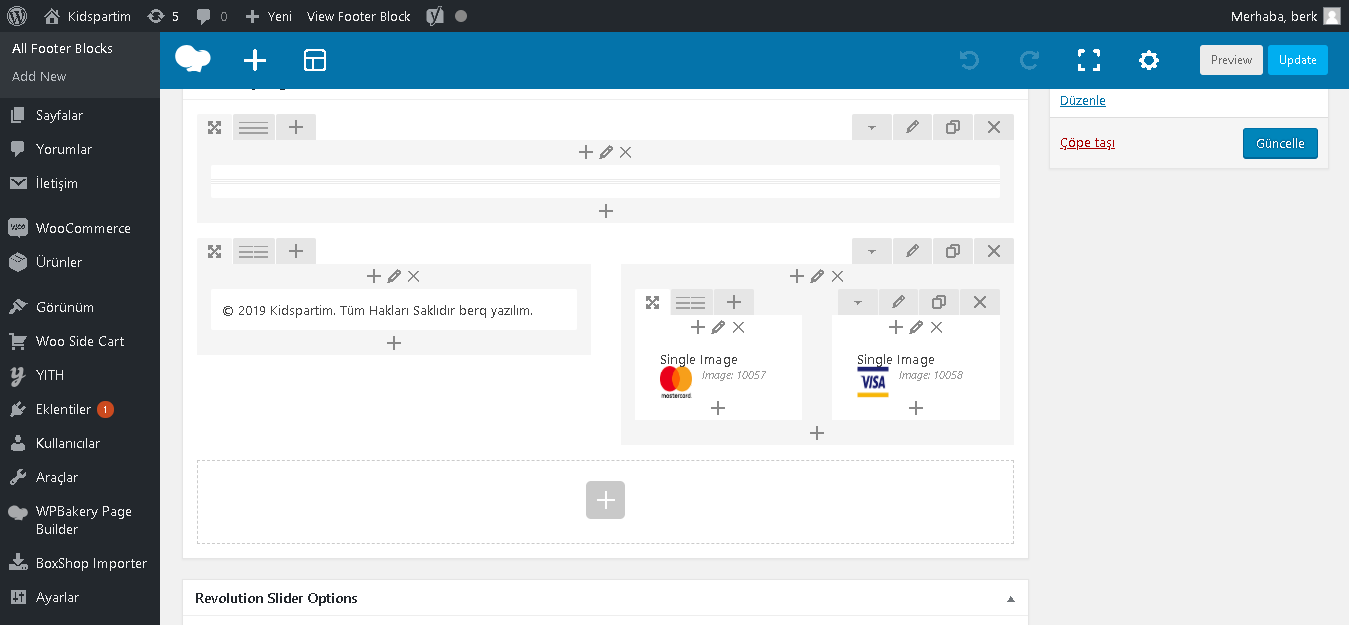 Kidspartim 5 0 Yeni View Footer Block Merhaba, berk
All Footer Blocks
Add New
Sayfalar
Yorumlar
İletişim
WooCommerce
Ürünler
Görünüm
Woo Side Cart
YITH
Eklentiler 1
Kullanıcılar
Araçlar
WPBakery Page
Builder
BoxShop Importer
Ayarlar
Preview Update
Düzenle
Çöpe taşı Güncelle
© 2019 Kidspartim. Tüm Hakları Saklıdır berq yazılım.
Single Image
Image: 10057
mastercard.
Single Image
Image: 10058
VISA
Revolution Slider Options